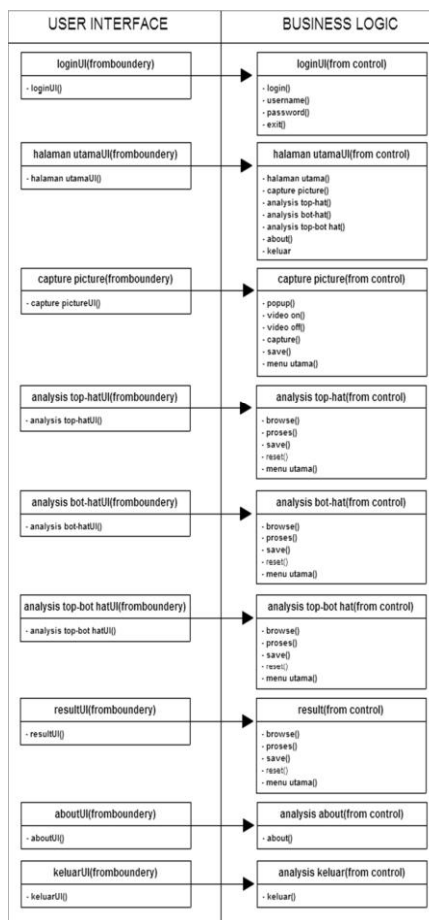 USER INTERFACE
BUSINESS LOGIC
loginUI(fromboundery)
- loginUI()
loginUI(from control)
- login()
- username()
- password()
- exit()
halaman utamaUI(fromboundery)
- halaman utamaUI()
halaman utamaUI(from control)
- halaman utama()
- capture picture()
- analysis top-hat()
- analysis bot-hat()
- analysis top-bot hat()
- about()
- keluar
capture picture(fromboundery)
- capture pictureUI()
capture picture(from control)
- popup()
- video on()
- video off()
- capture()
- save()
- menu utama()
analysis top-hatUI(fromboundery)
- analysis top-hatUI()
analysis top-hat(from control)
- browse()
- proses()
- save()
- reset()
- menu utama()
analysis bot-hatUI(fromboundery)
- analysis bot-hatUI()
analysis bot-hat(from control)
- browse()
- proses()
- save()
- reset()
- menu utama()
analysis top-bot hatUI(fromboundery)
- analysis top-bot hatUI()
analysis top-bot hat(from control)
- browse()
- proses()
- save()
- reset()
- menu utama()
resultUI(fromboundery)
- resultUI()
result(from control)
- browse()
- proses()
- save()
- reset()
- menu utama()
aboutUI(fromboundery)
- aboutUI()
analysis about(from control)
- about()
keluarUI(fromboundery)
- keluarUI()
analysis keluar(from control)
- keluar()